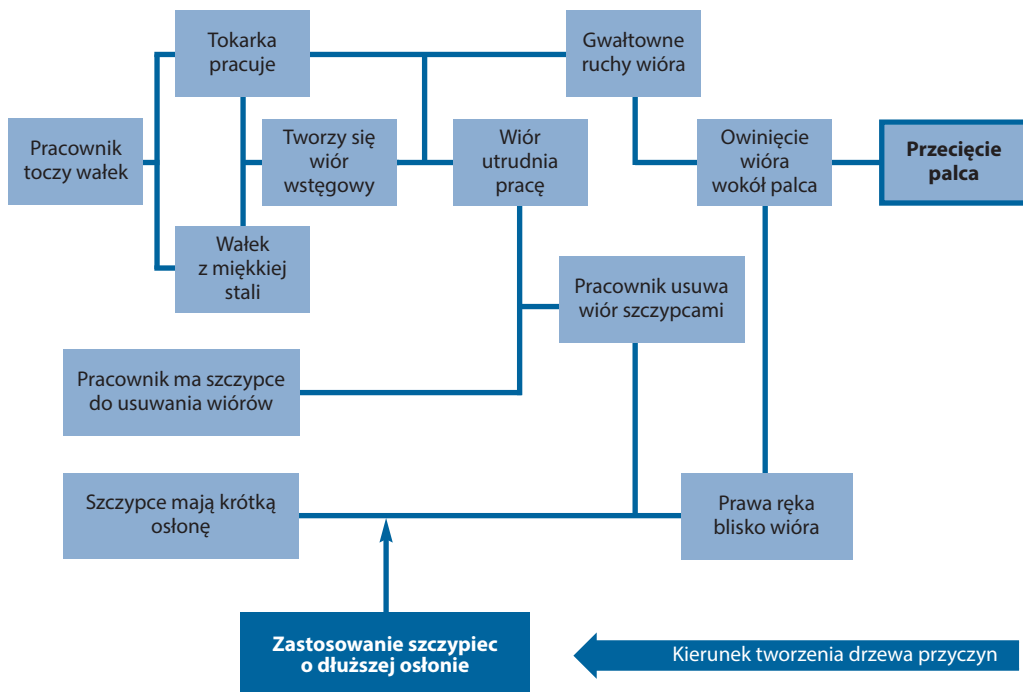 Tokarka
pracuje
Gwałtowne
ruchy wióra
Pracownik
toczy wałek
Tworzy się
wiór
wstęgowy
Wiór
utrudnia
pracę
Owinięcie
wióra
wokół palca
Przecięcie
palca
Wałek
z miękkiej
stali
Pracownik usuwa
wiór szczypcami
Pracownik ma szczypce
do usuwania wiórów
Szczypce mają krótką
osłonę
Prawa ręka
blisko wióra
Zastosowanie szczypiec
o dłuższej osłonie
Kierunek tworzenia drzewa przyczyn